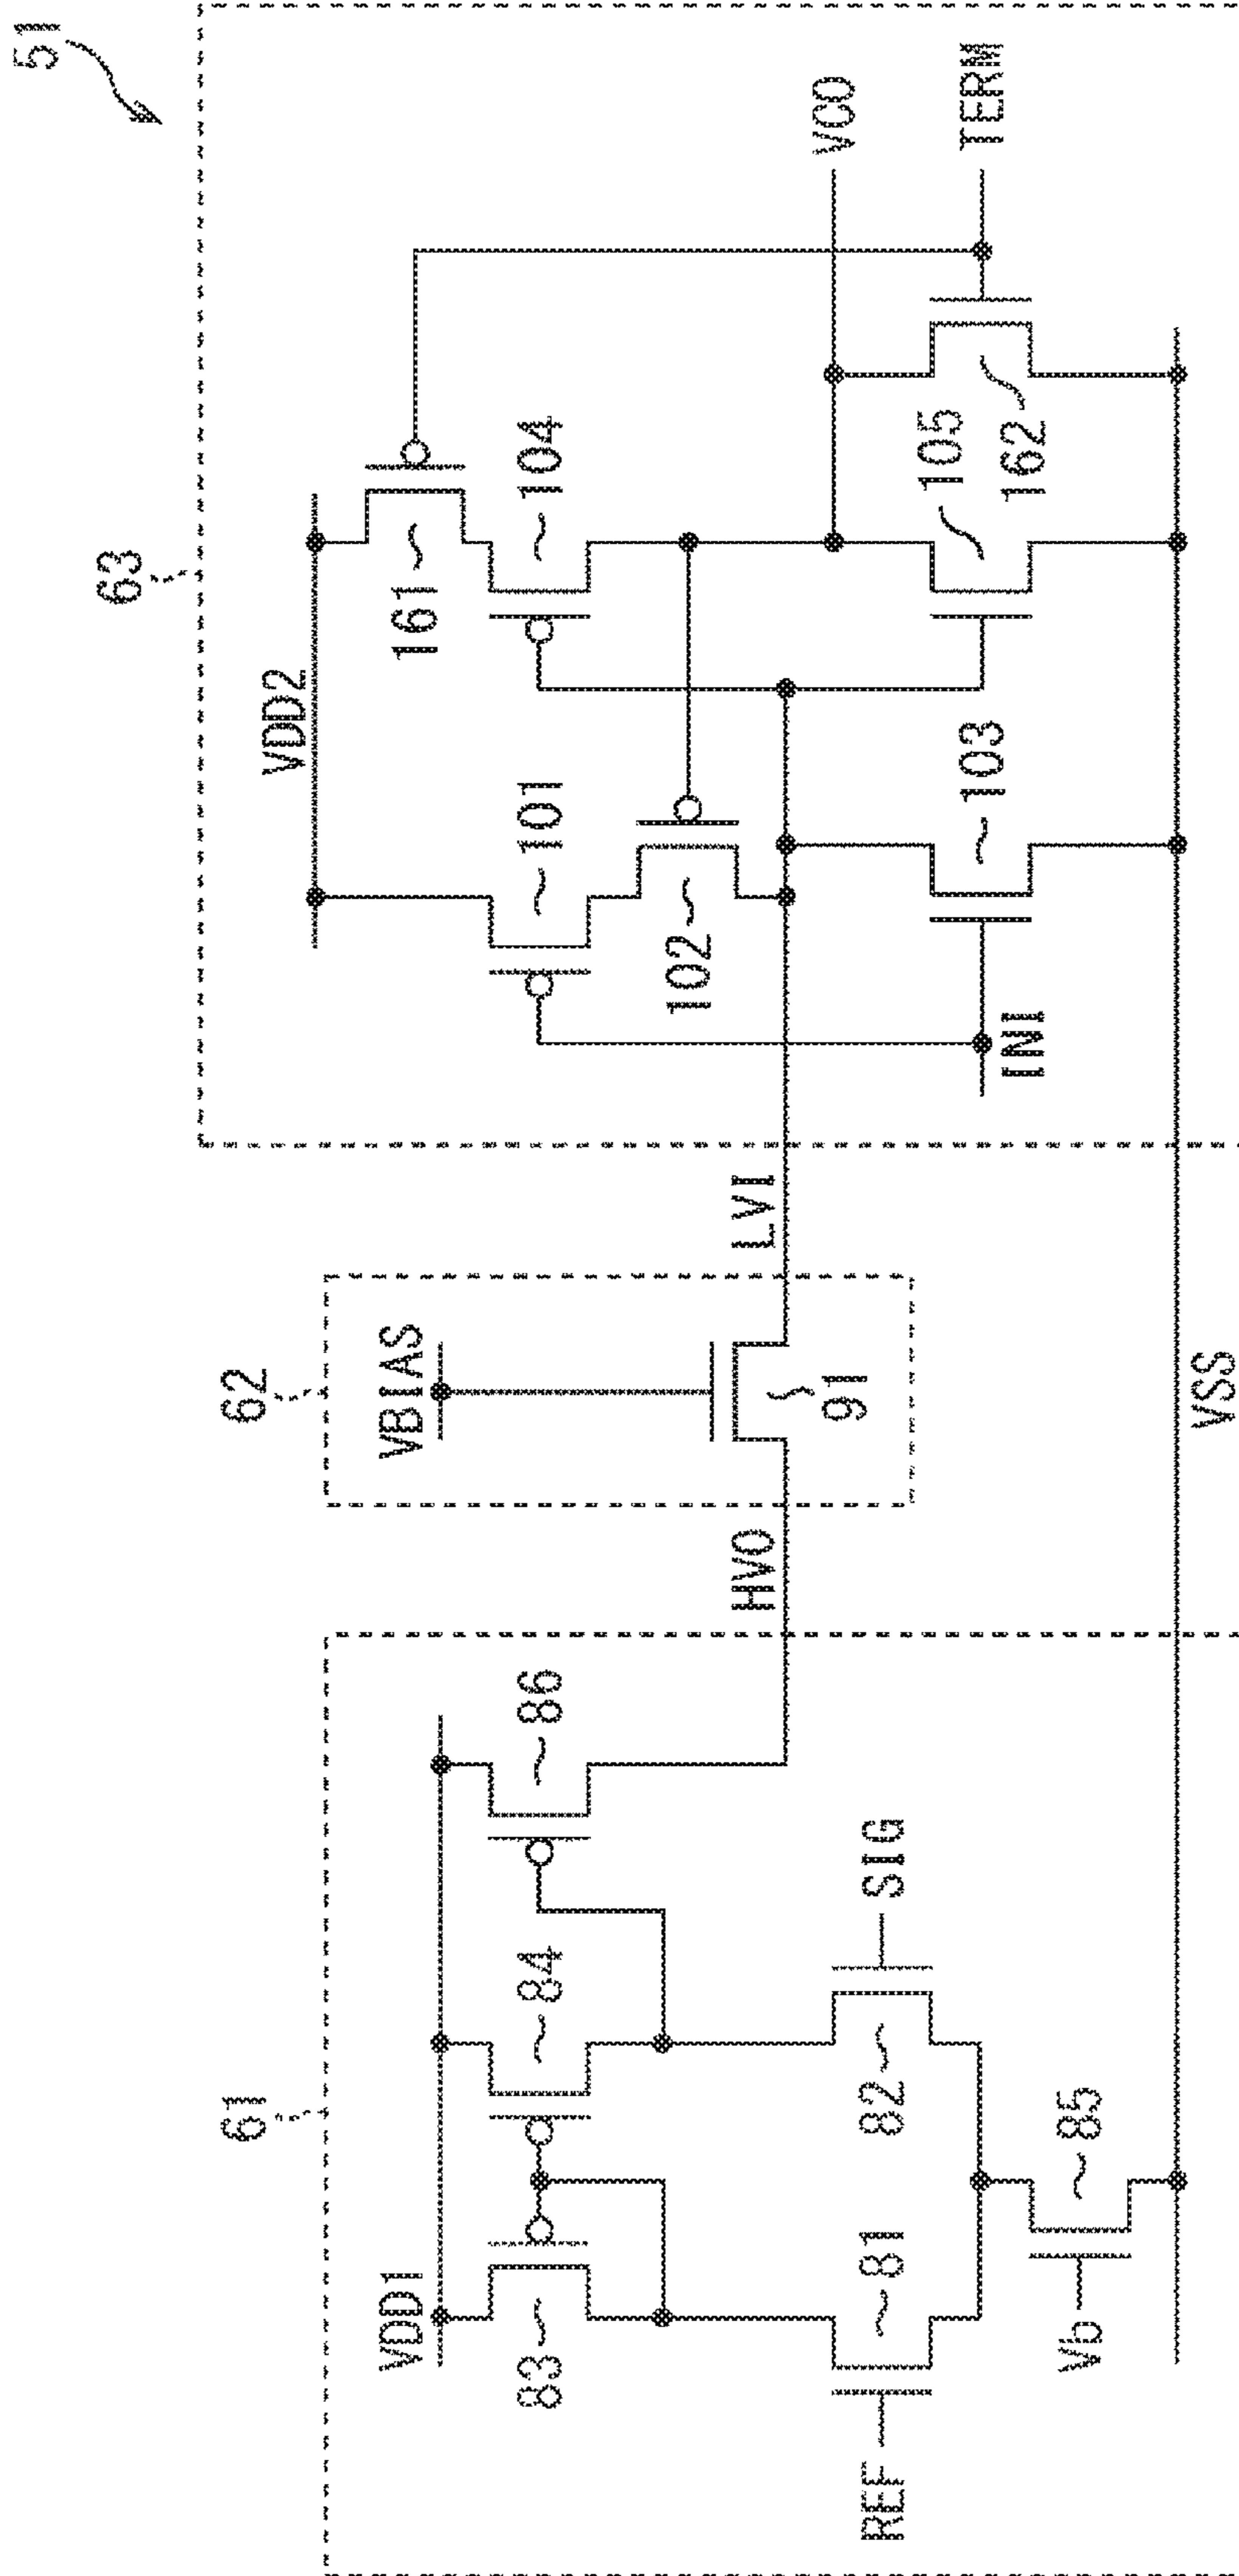 51
63
VDD2
161
104
101
102
105
162
103
INI
VCO
TERM
LVI
62
VBIAS
91
HVO
VSS
61
VDD1
83
84
86
81
82
SIG
REF
Vb
85